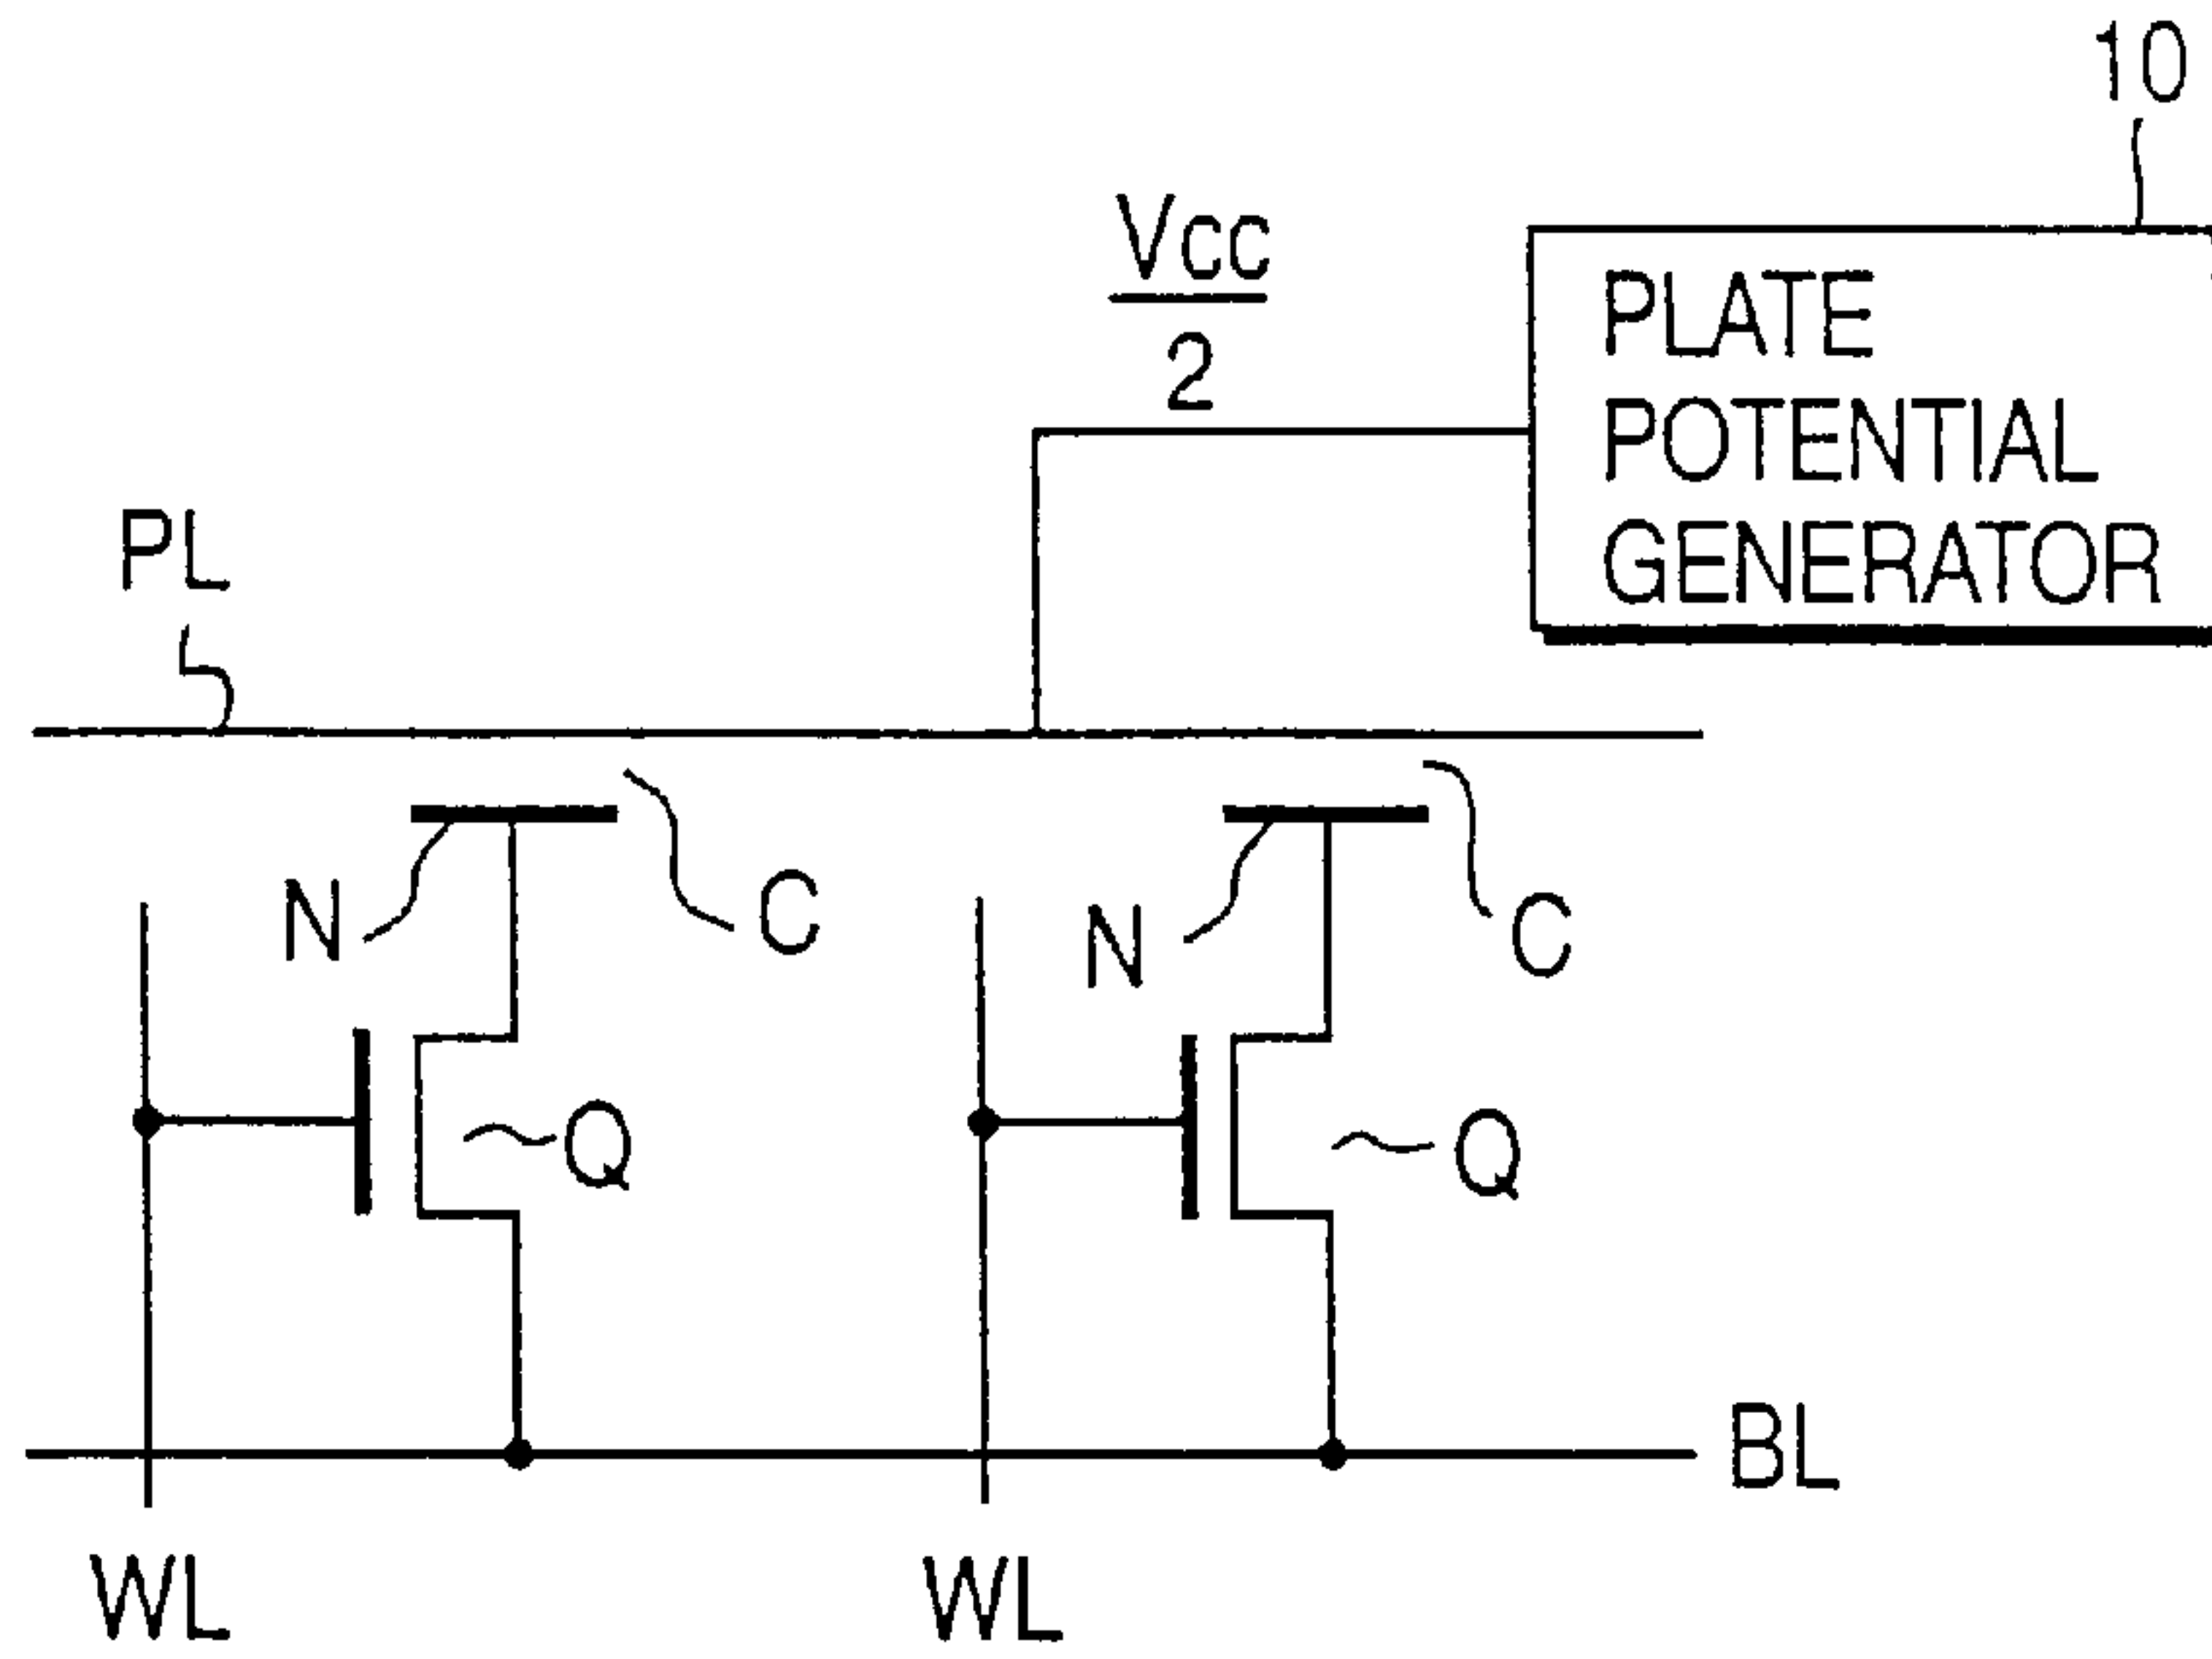 10
Vcc
2
PLATE
POTENTIAL
GENERATOR
PL
N
C
N
C
Q
Q
BL
WL
WL